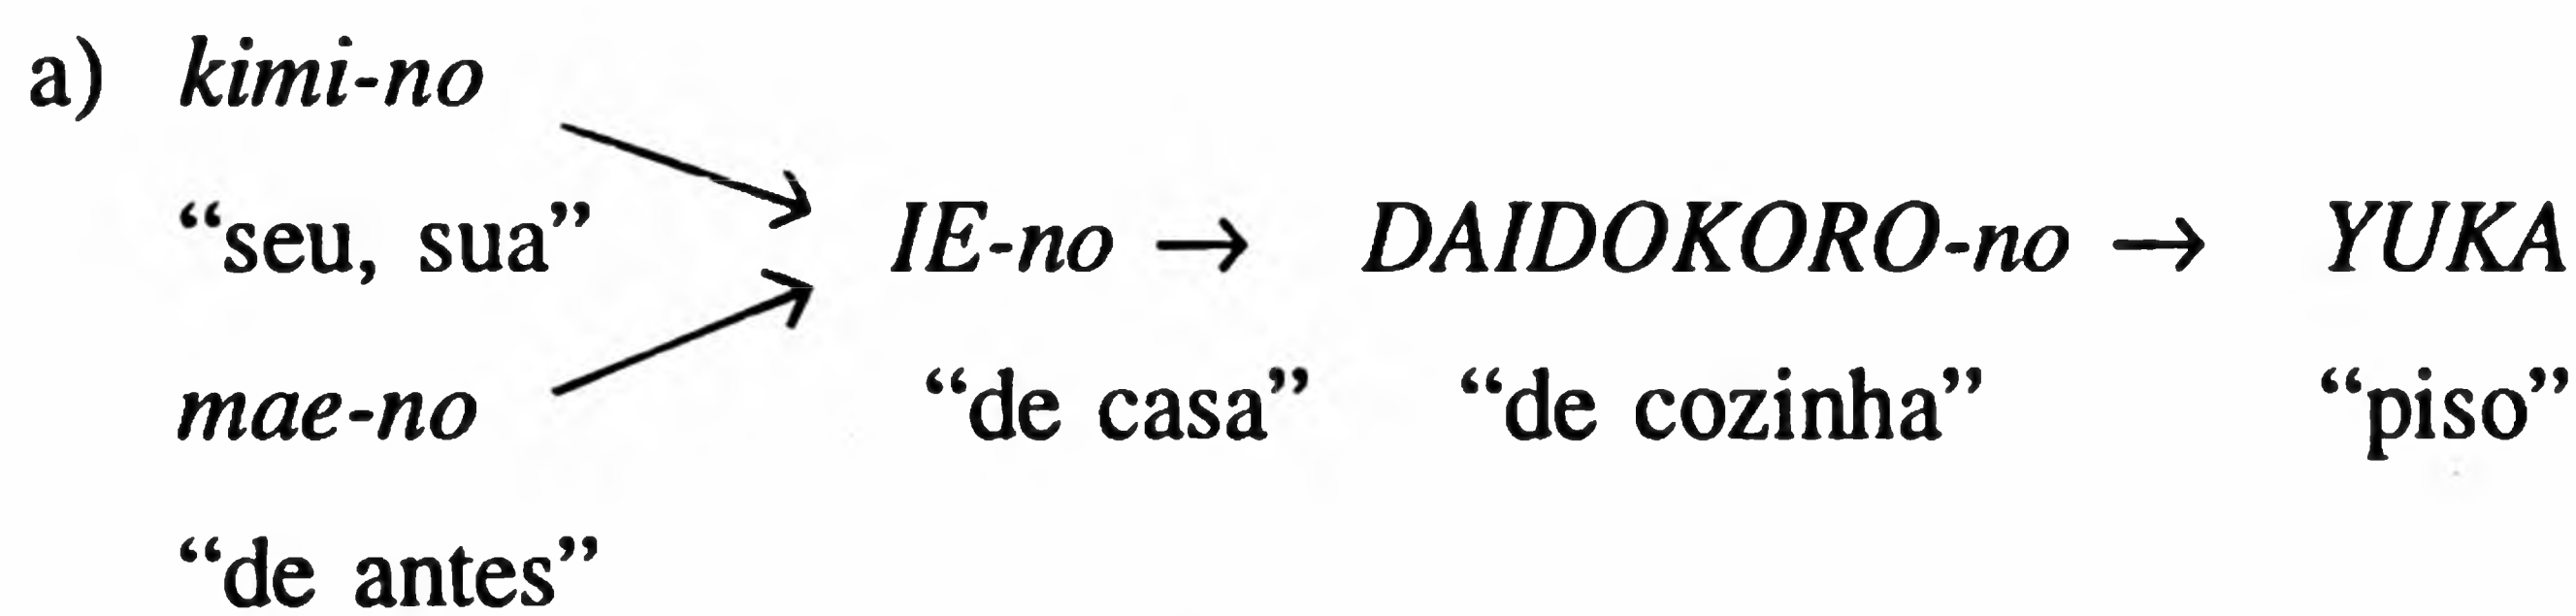 a) kimi-no
“seu, sua”
IE-no → DAIDOKORO-no → YUKA
mae-no
“de casa” “de cozinha” “piso”
“de antes”